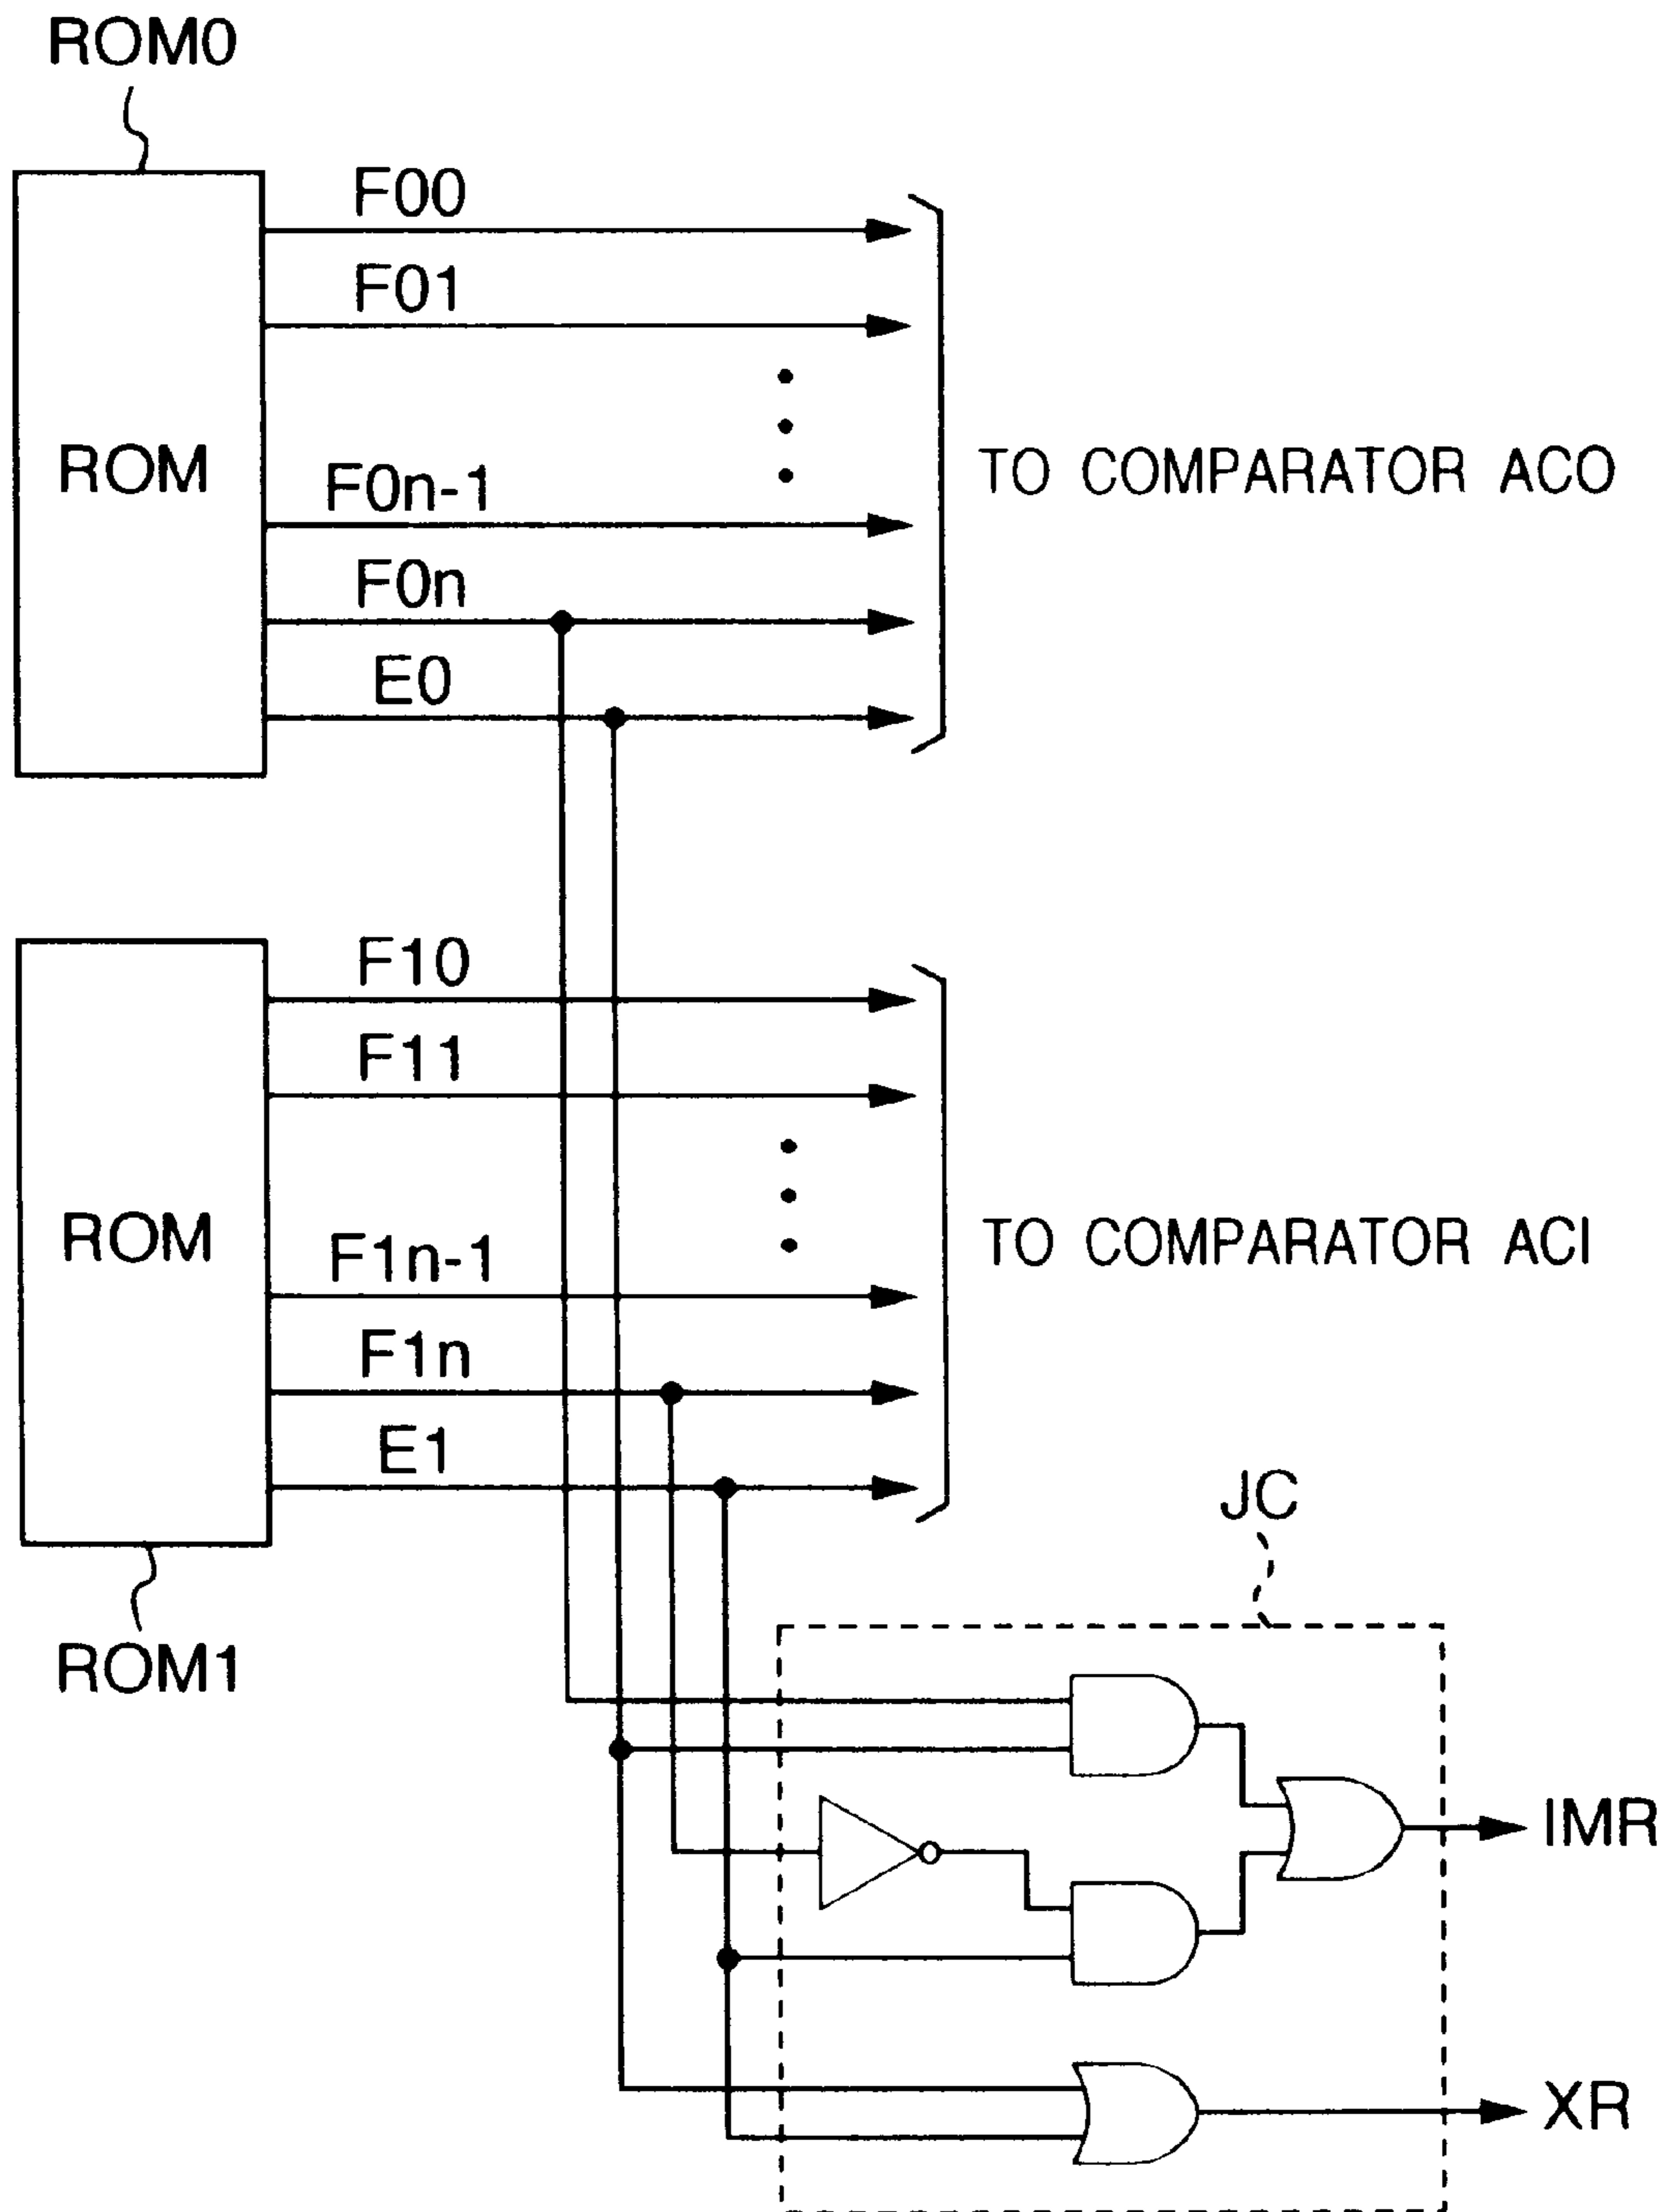 ROM0
F00
F01
ROM
F0n-1
TO COMPARATOR ACO
F0n
E0
F10
F11
ROM
F1n-1
TO COMPARATOR ACI
F1n
E1
JC
ROM1
IMR
XR